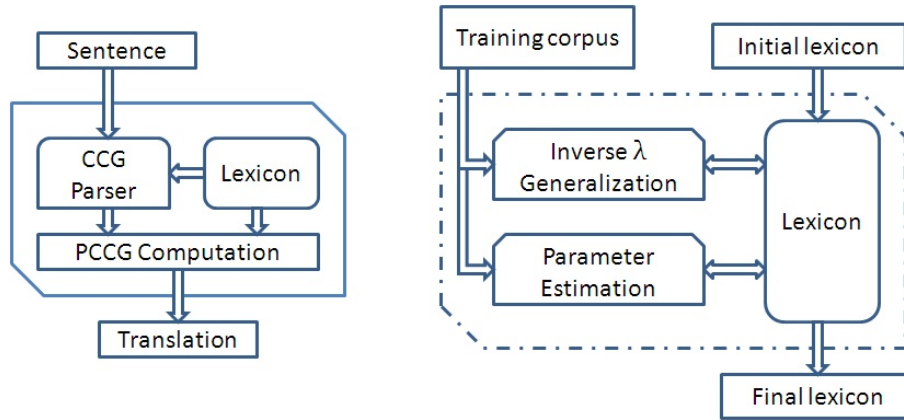 Sentence
CCG
Parser
Lexicon
PCCG Computation
Translation
Training corpus
Initial lexicon
Inverse λ
Generalization
Lexicon
Parameter
Estimation
Final lexicon